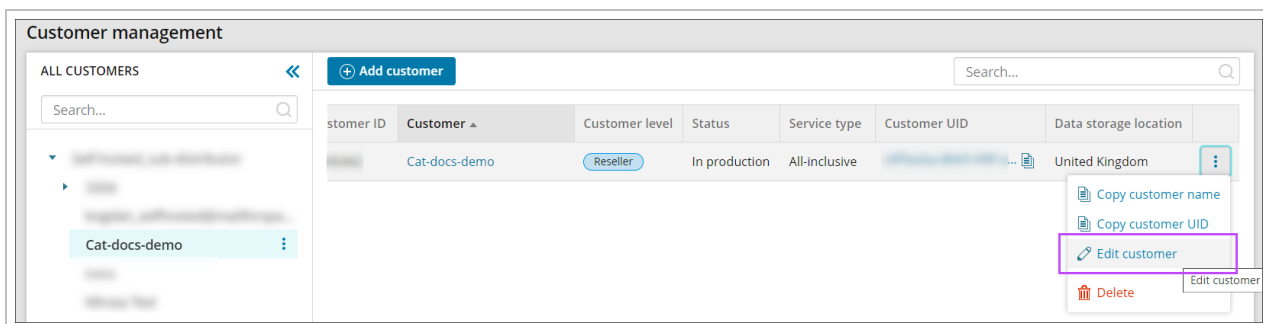 Customer management
ALL CUSTOMERS
Add customer
Search...
Search...
stomer ID Customer Customer level Status Service type Customer UID Data storage location
Cat-docs-demo Reseller In production All-inclusive ... United Kingdom
Copy customer name
Copy customer UID
Cat-docs-demo
Edit customer
Edit customer
Delete